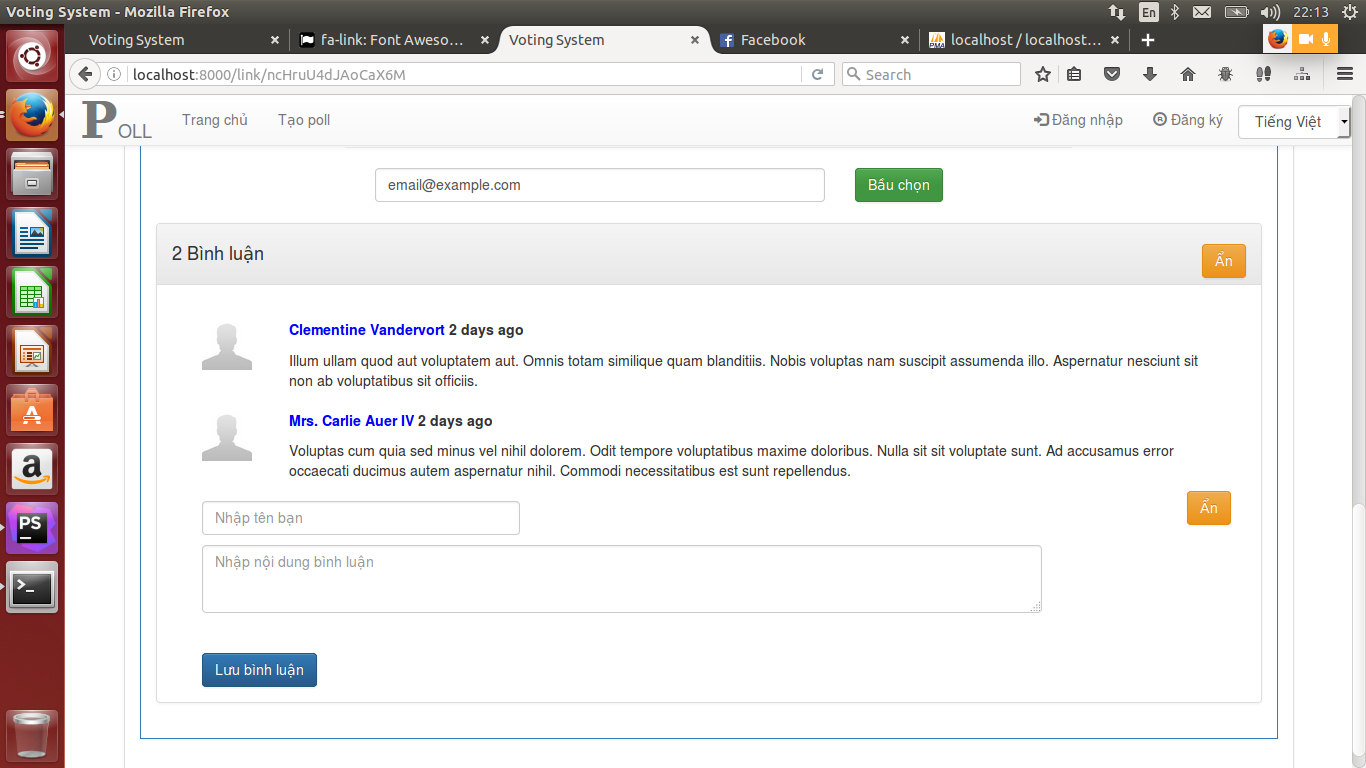 Voting System - Mozilla Firefox
En
22:13
Voting System
fa-link: Font Aweso...
Voting System
Facebook
PMA
localhost / localhost...
localhost:8000/link/ncHruU4dJAoCaX6M
Search
POLL
Trang chủ
Tạo poll
Đăng nhập
Đăng ký
Tiếng Việt
email@example.com
Bầu chọn
2 Bình luận
Ẩn
Clementine Vandervort 2 days ago
Illum ullam quod aut voluptatem aut. Omnis totam similique quam blanditiis. Nobis voluptas nam suscipit assumenda illo. Aspernatur nesciunt sit
non ab voluptatibus sit officiis.
Mrs. Carlie Auer IV 2 days ago
Voluptas cum quia sed minus vel nihil dolorem. Odit tempore voluptatibus maxime doloribus. Nulla sit sit voluptate sunt. Ad accusamus error
occaecati ducimus autem aspernatur nihil. Commodi necessitatibus est sunt repellendus.
Nhập tên bạn
Ẩn
Nhập nội dung bình luận
Lưu bình luận
PS